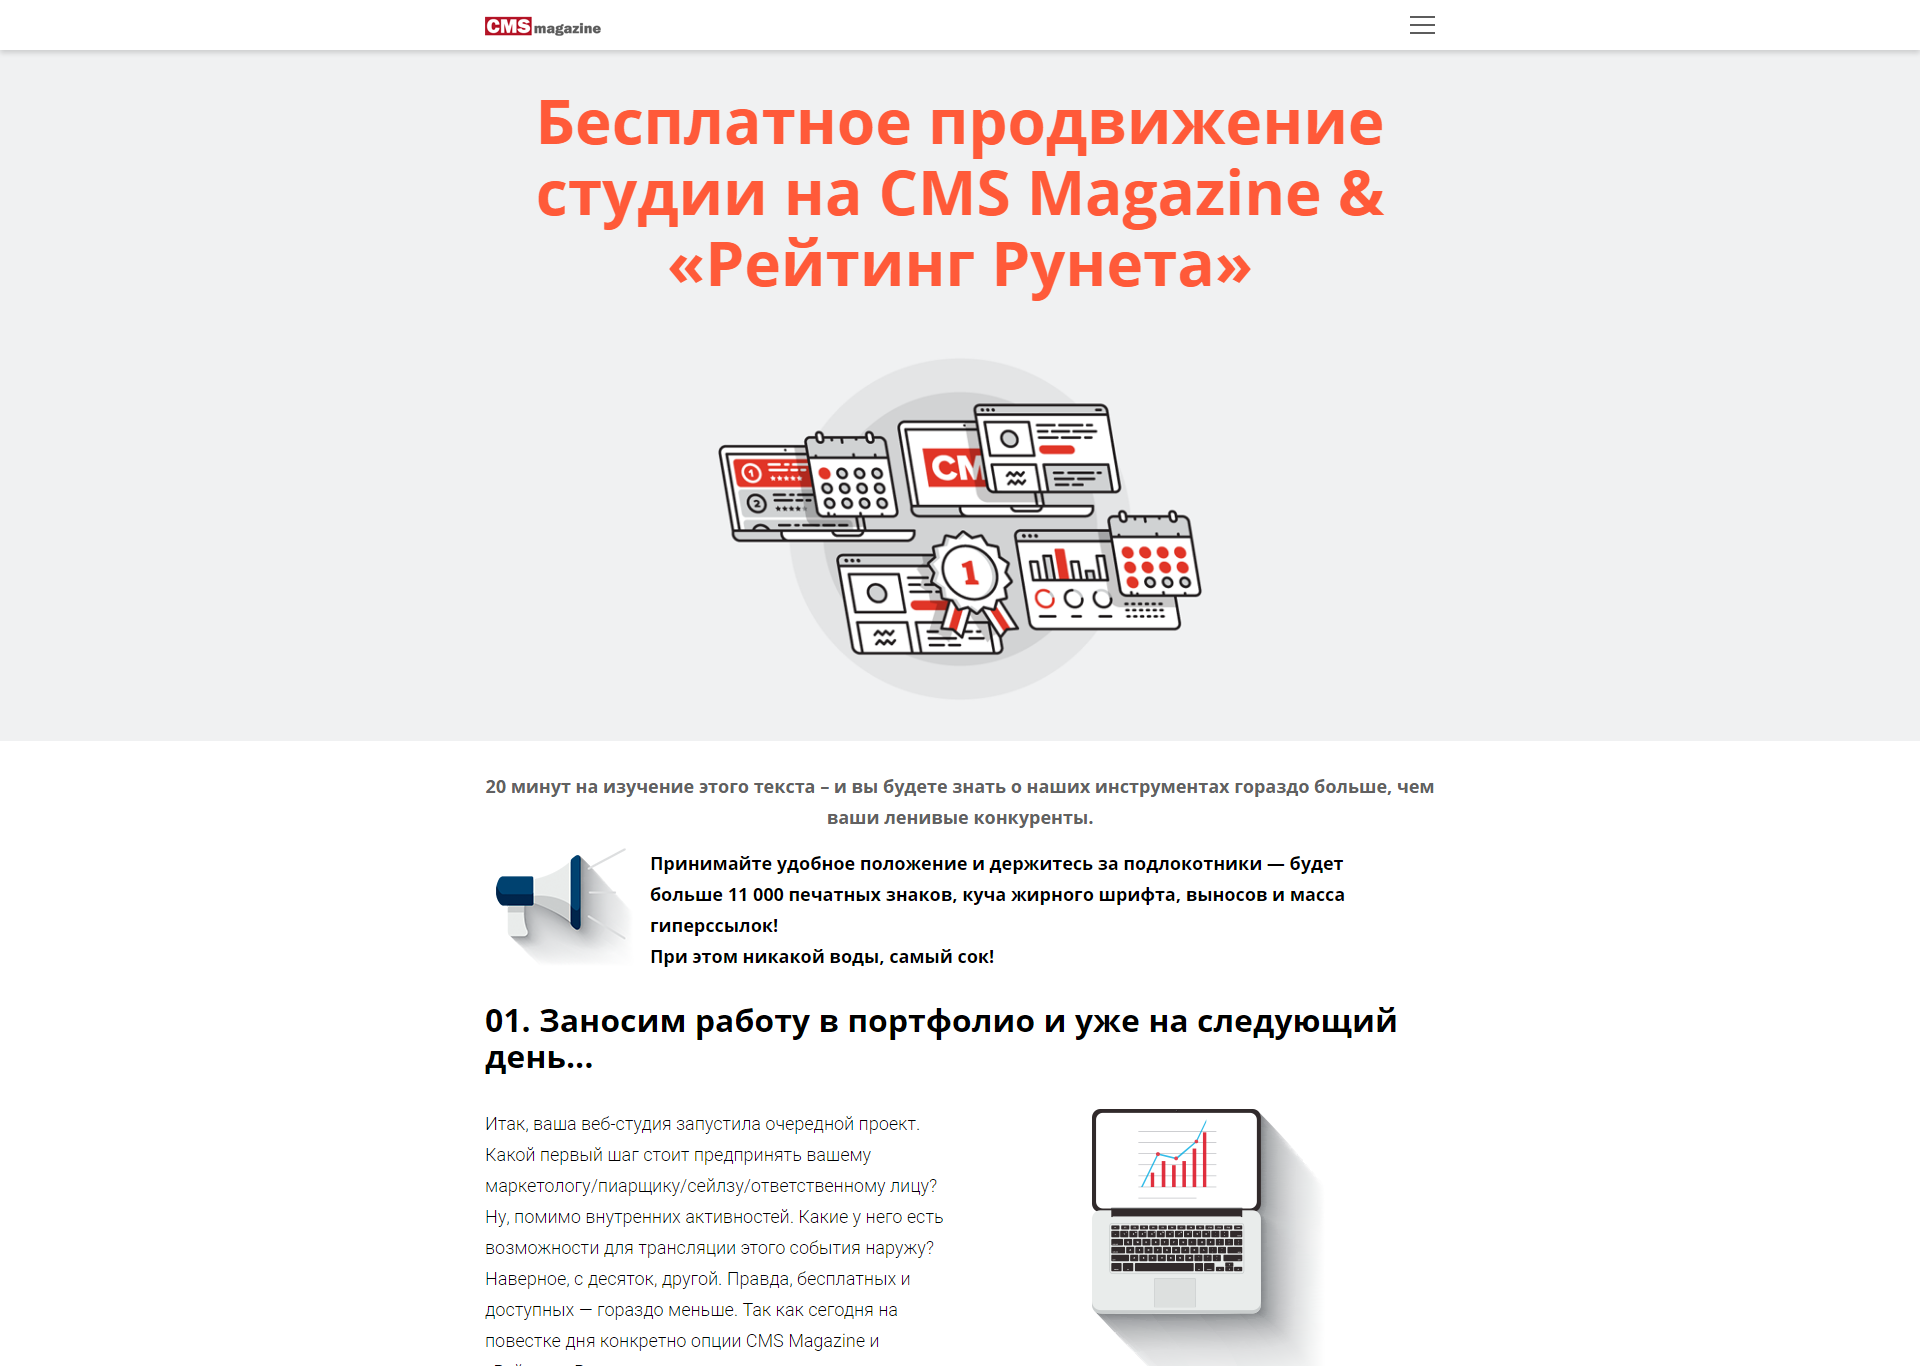 CMS magazine
Бесплатное продвижение
студии на CMS Magazine &
«Рейтинг Рунета»
1
2
CM
1
20 минут на изучение этого текста – и вы будете знать о наших инструментах гораздо больше, чем
ваши ленивые конкуренты.
Принимайте удобное положение и держитесь за подлокотники — будет
больше 11 000 печатных знаков, куча жирного шрифта, выносов и масса
гиперссылок!
При этом никакой воды, самый сок!
01. Заносим работу в портфолио и уже на следующий
день...
Итак, ваша веб-студия запустила очередной проект.
Какой первый шаг стоит предпринять вашему
маркетологу/пиарщику/сейлзу/ответственному лицу?
Ну, помимо внутренних активностей. Какие у него есть
возможности для трансляции этого события наружу?
Наверное, с десяток, другой. Правда, бесплатных и
доступных — гораздо меньше. Так как сегодня на
повестке дня конкретно опции CMS Magazine и